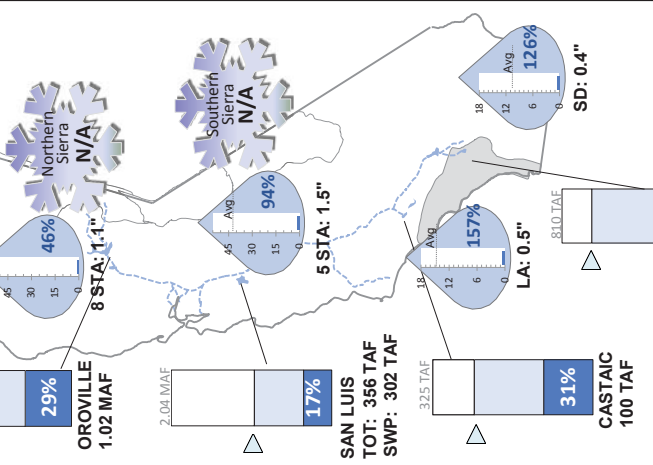 Northern
Sierra
N/A
Southern
Sierra
N/A
46%
45
30
15
0
8 STA: 1.1"
Avg
94%
45
30
15
0
5 STA: 1.5"
Avg
126%
18
12
6
0
SD: 0.4"
Avg
157%
18
12
6
0
LA: 0.5"
29%
OROVILLE
1.02 MAF
2.04 MAF
17%
SAN LUIS
TOT: 356 TAF
SWP: 302 TAF
325 TAF
31%
CASTAIC
100 TAF
810 TAF